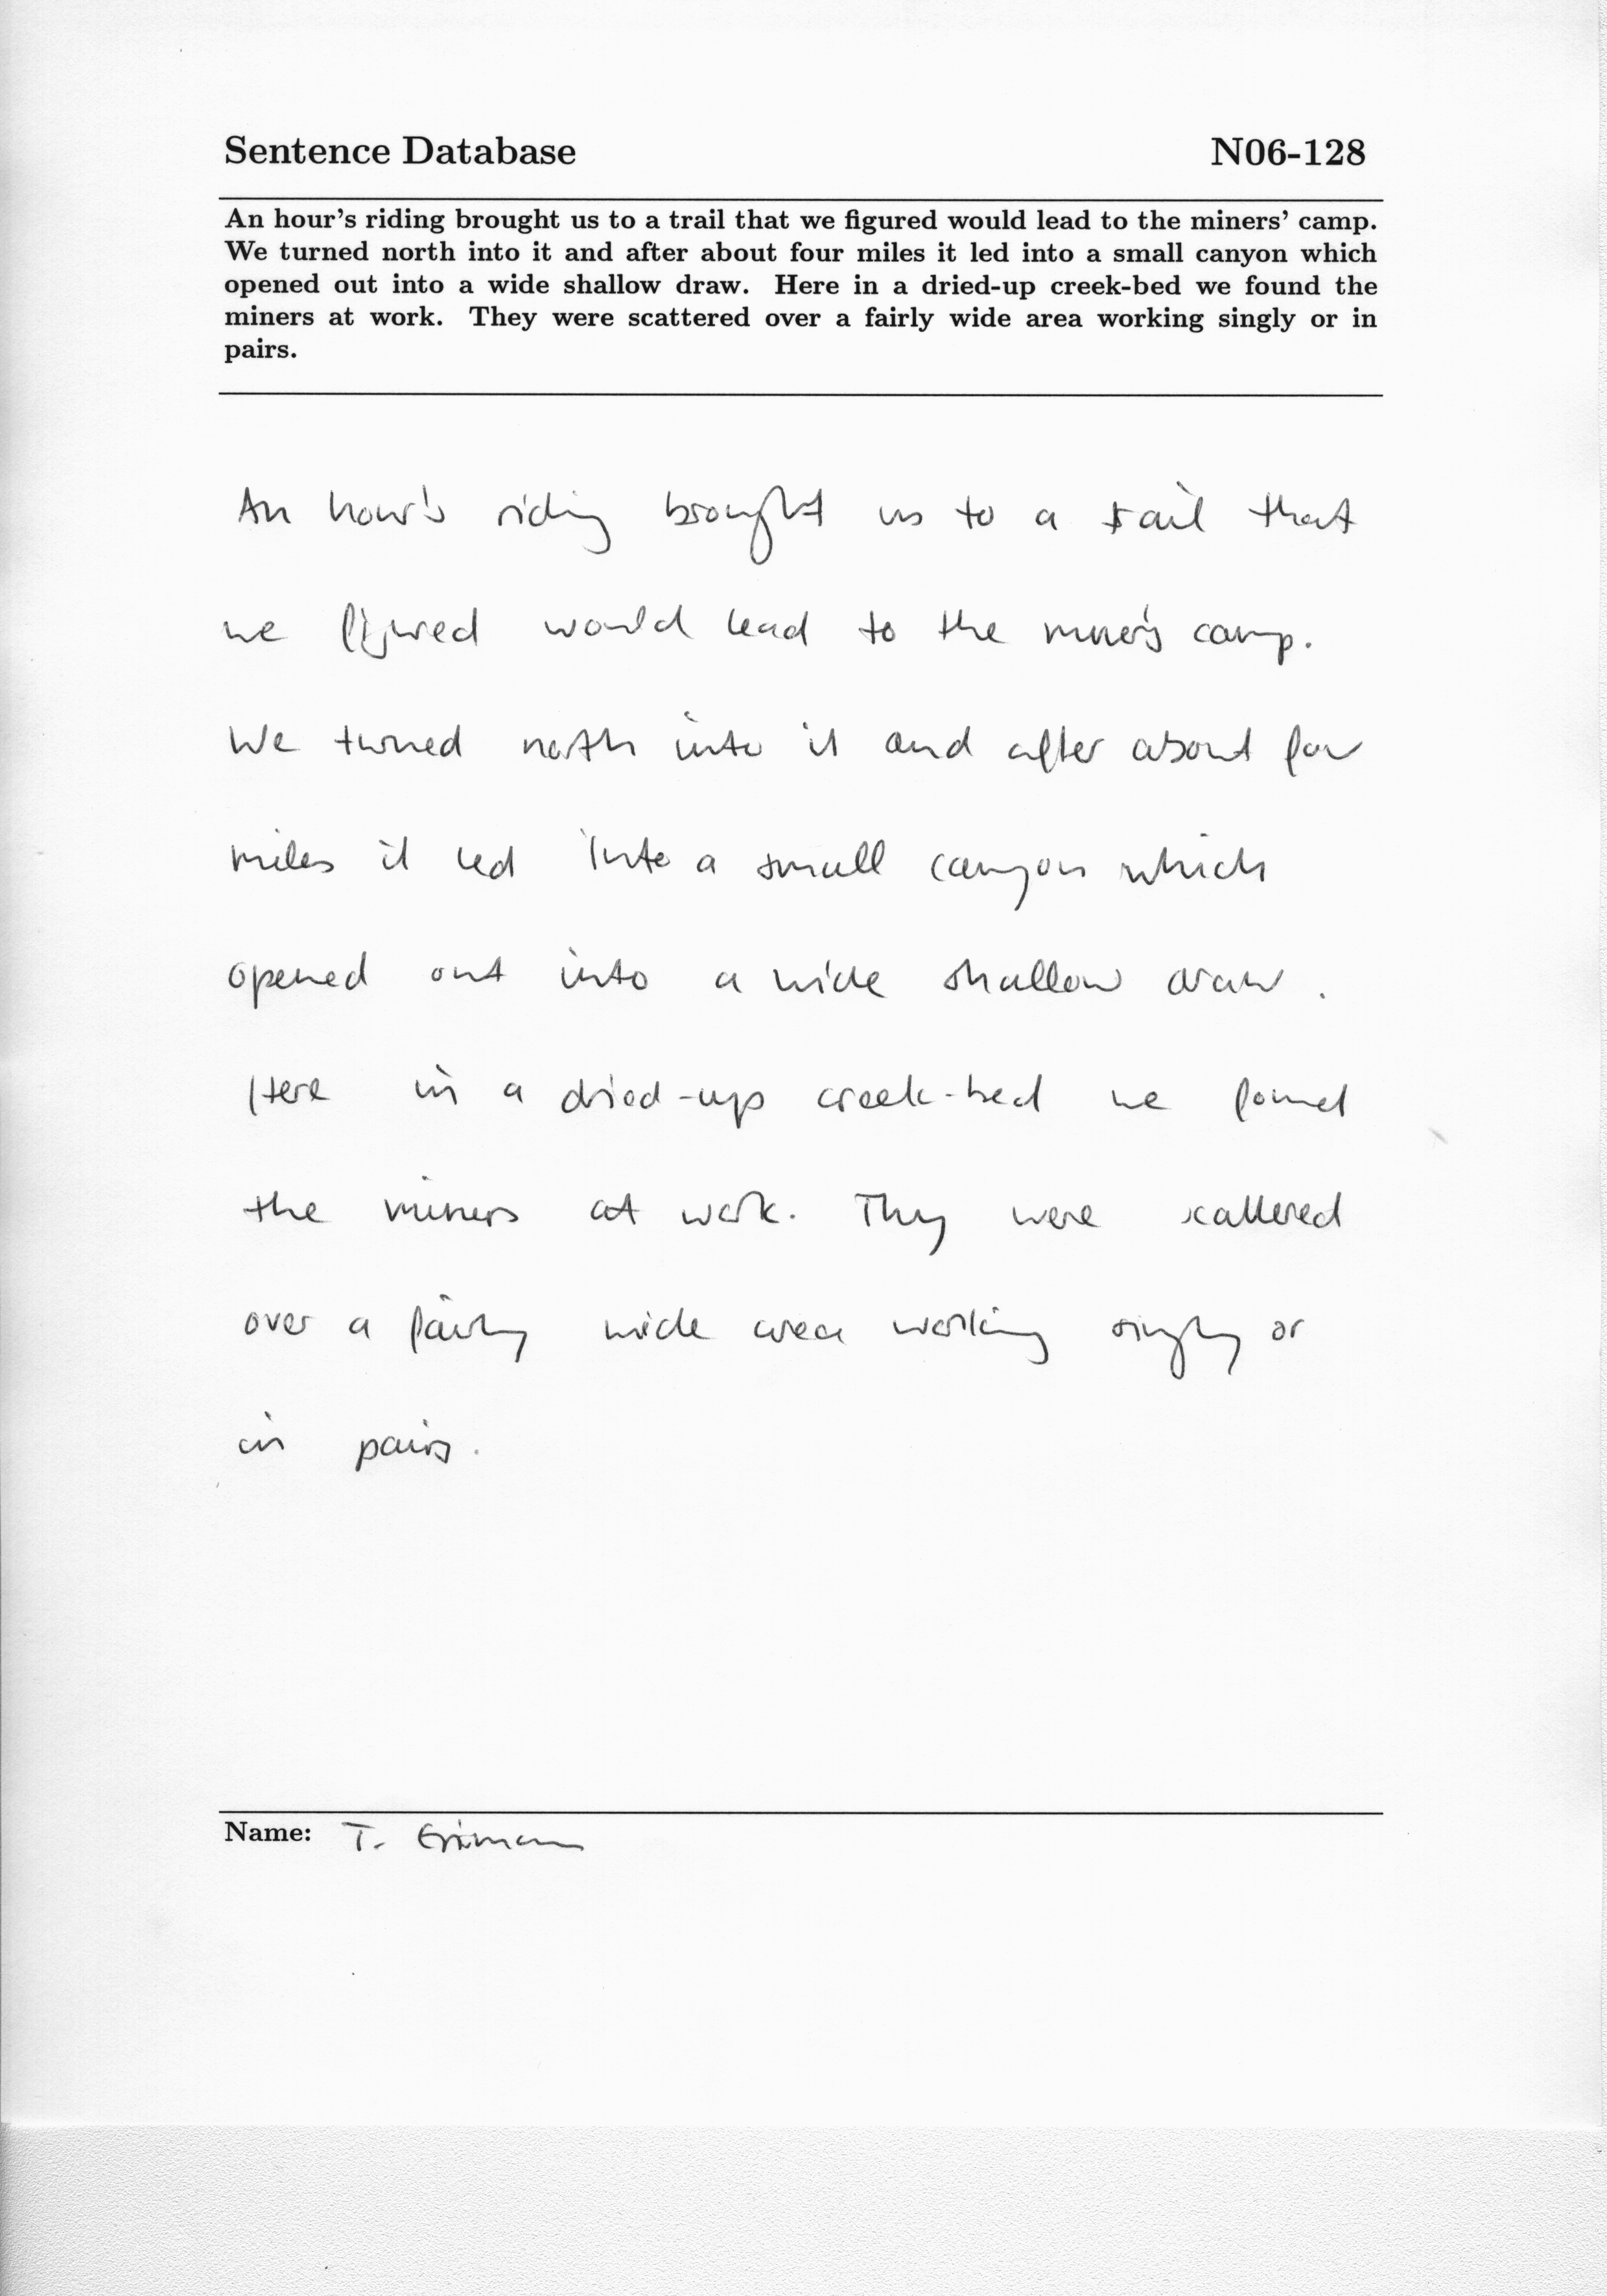 Sentence Database N06-128
An hour's riding brought us to a trail that we figured would lead to the miners' camp.
We turned north into it and after about four miles it led into a small canyon which
opened out into a wide shallow draw. Here in a dried-up creek-bed we found the
miners at work. They were scattered over a fairly wide area working singly or in
pairs.
An hour's riding brought us to a trail that
we figured would lead to the miner's camp.
We turned north into it and after about four
miles it led into a small canyon which
opened out into a wide shallow draw.
Here in a dried-up creek-bed we found
the miners at work. They were scattered
over a fairly wide area working singly or
in pairs.
Name: T.